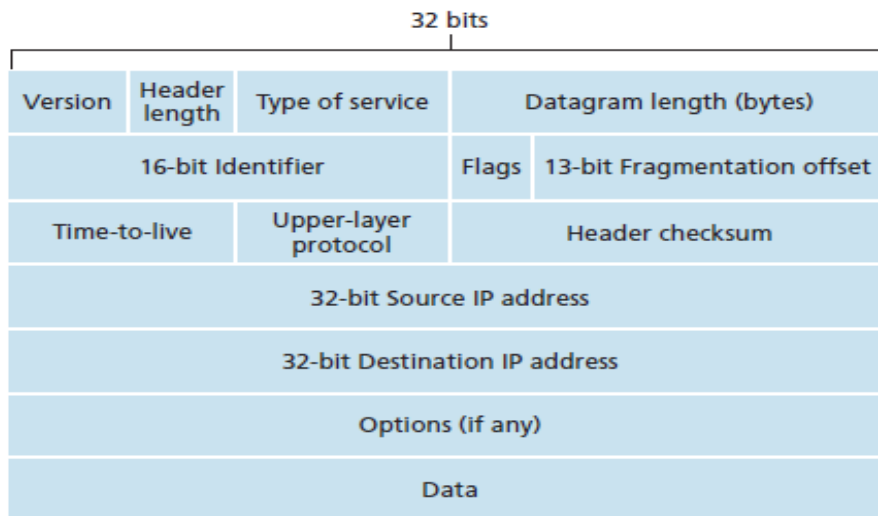 32 bits
Version
Header
length
Type of service
Datagram length (bytes)
16-bit Identifier
Flags
13-bit Fragmentation offset
Time-to-live
Upper-layer
protocol
Header checksum
32-bit Source IP address
32-bit Destination IP address
Options (if any)
Data